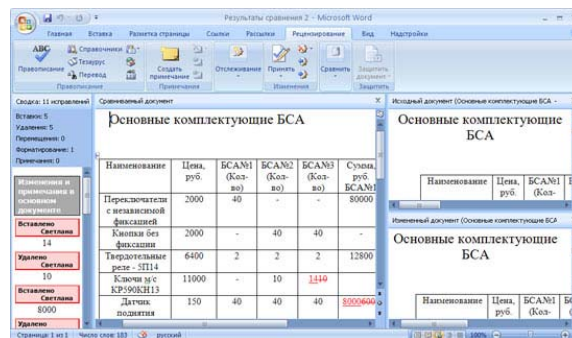 Результаты сравнения 2 - Microsoft Word
Главная Вставка Разметка страницы Ссылки Рассылки Рецензирование Вид Надстройки
ABC
Правописание
Справочники
Тезаурус
Перевод
Правописание
Создать примечание
Примечания
Отслеживание
Принять
Изменения
Сравнить
Защитить документ
Защитить
Сводка: 11 исправлений
Вставки: 5
Удаления: 5
Перемещения: 0
Форматирование: 1
Примечания: 0
Изменения и
примечания в
основном
документе
Вставлено
Светлана
14
Удалено
Светлана
10
Вставлено
Светлана
8000
Удалено
Сравниваемый документ
Основные комплектующие БСА
Наименование Цена, руб. БСА№1 (Кол-во) БСА№2 (Кол-во) БСА№3 (Кол-во) Сумма, руб. БСА№1
Переключатели с независимой фиксацией 2000 40 - - 80000
Кнопки без фиксации 2000 - 40 40 -
Твердотельные реле - 5П14 6400 2 2 2 12800
Ключи м/с КР590КН13 11000 - 10 1410 -
Датчик поднятия 150 40 40 40 8000600
Исходный документ (Основные комплектующие БСА -
Основные комплектующие
БСА
Наименование Цена, руб. БСА№1 (Кол-
Измененный документ (Основные комплектующие БСА
Основные комплектующие
БСА
Наименование Цена, руб. БСА№1 (Кол-
Страница: 1 из 1 Число слов: 103 русский 100%